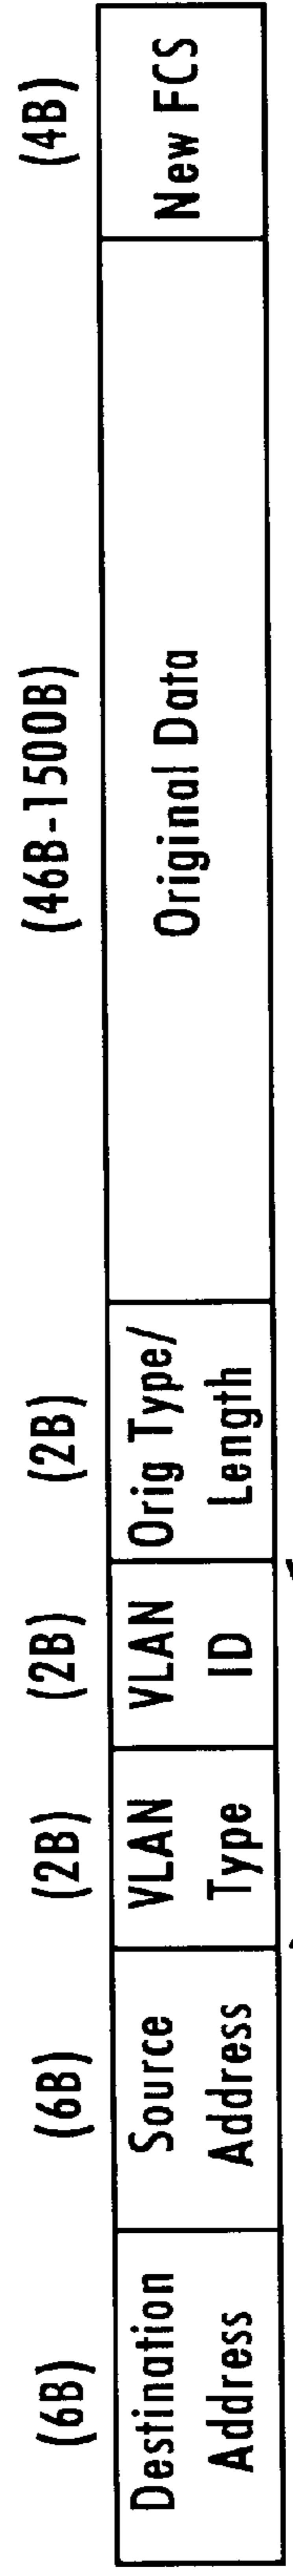 (6B) (6B) (2B) (2B) (2B) (46B-1500B) (4B)
Destination Source VLAN VLAN Orig Type/ Original Data New FCS
Address Address Type ID Length